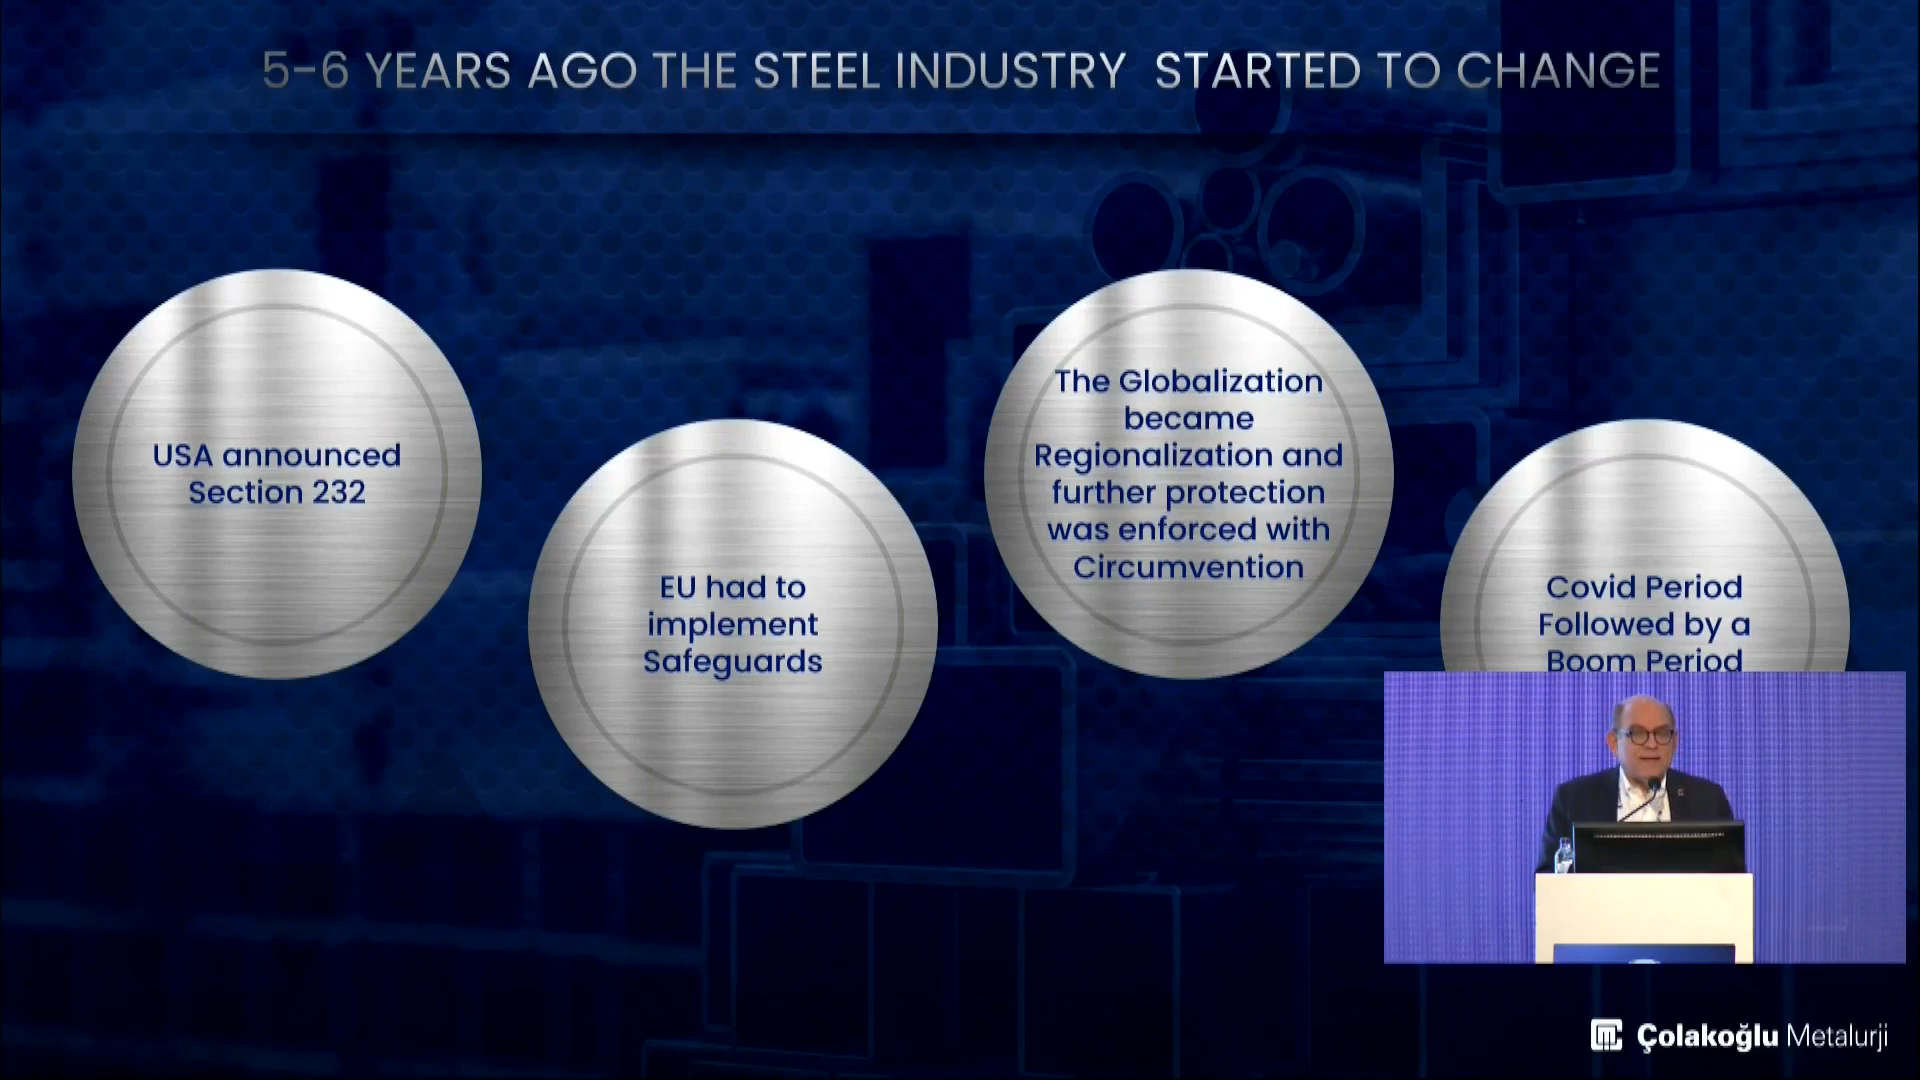 5-6 YEARS AGO THE STEEL INDUSTRY STARTED TO CHANGE
USA announced
Section 232
EU had to
implement
Safeguards
The Globalization
became
Regionalization and
further protection
was enforced with
Circumvention
Covid Period
Followed by a
Boom Period
Çolakoğlu Metalurji